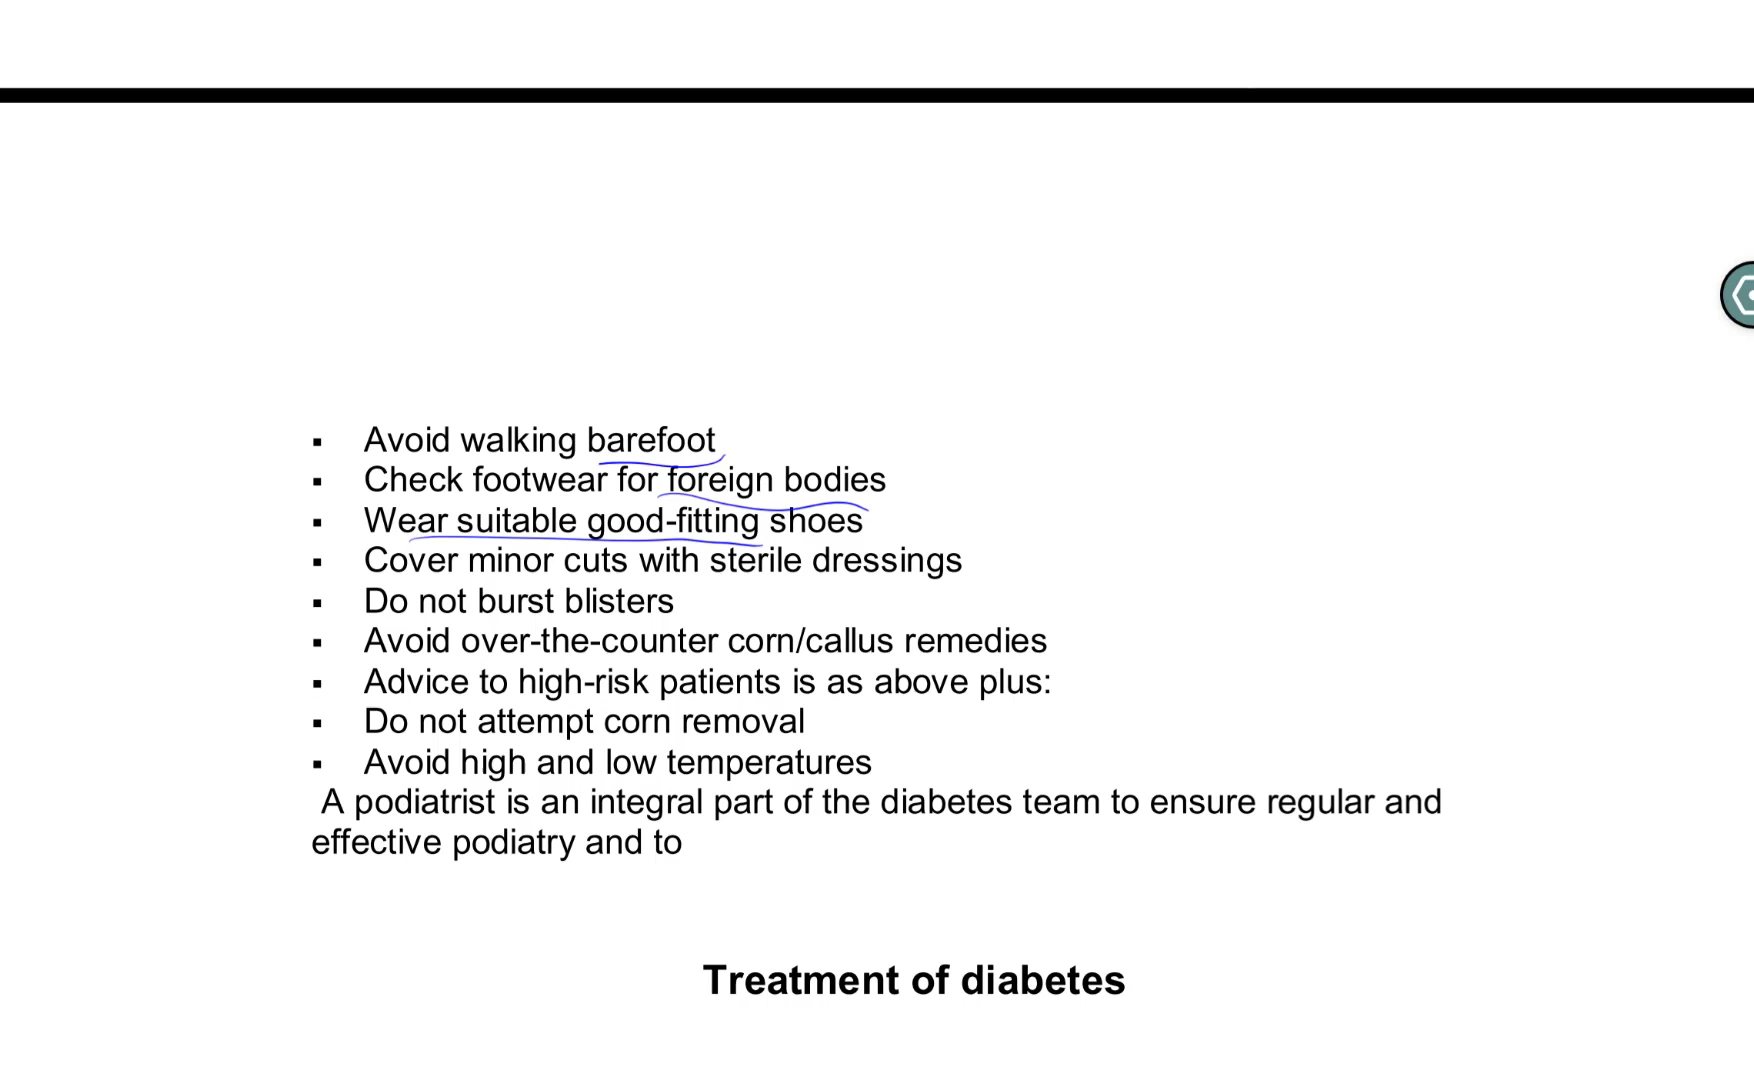 ▪ Avoid walking barefoot
▪ Check footwear for foreign bodies
▪ Wear suitable good-fitting shoes
▪ Cover minor cuts with sterile dressings
▪ Do not burst blisters
▪ Avoid over-the-counter corn/callus remedies
▪ Advice to high-risk patients is as above plus:
▪ Do not attempt corn removal
▪ Avoid high and low temperatures
A podiatrist is an integral part of the diabetes team to ensure regular and
effective podiatry and to
Treatment of diabetes